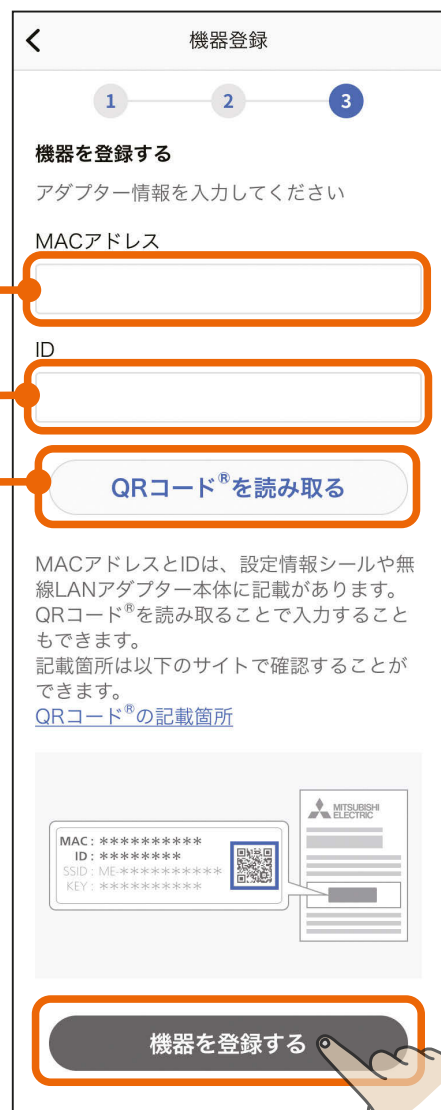 機器登録
1 2 3
機器を登録する
アダプター情報を入力してください
MACアドレス
ID
QRコード®を読み取る
MACアドレスとIDは、設定情報シールや無
線LANアダプター本体に記載があります。
QRコード®を読み取ることで入力すること
もできます。
記載箇所は以下のサイトで確認することが
できます。
QRコード®の記載箇所
MITSUBISHI
ELECTRIC
MAC : **********
ID : ********
SSID : ME-**********
KEY : **********
機器を登録する